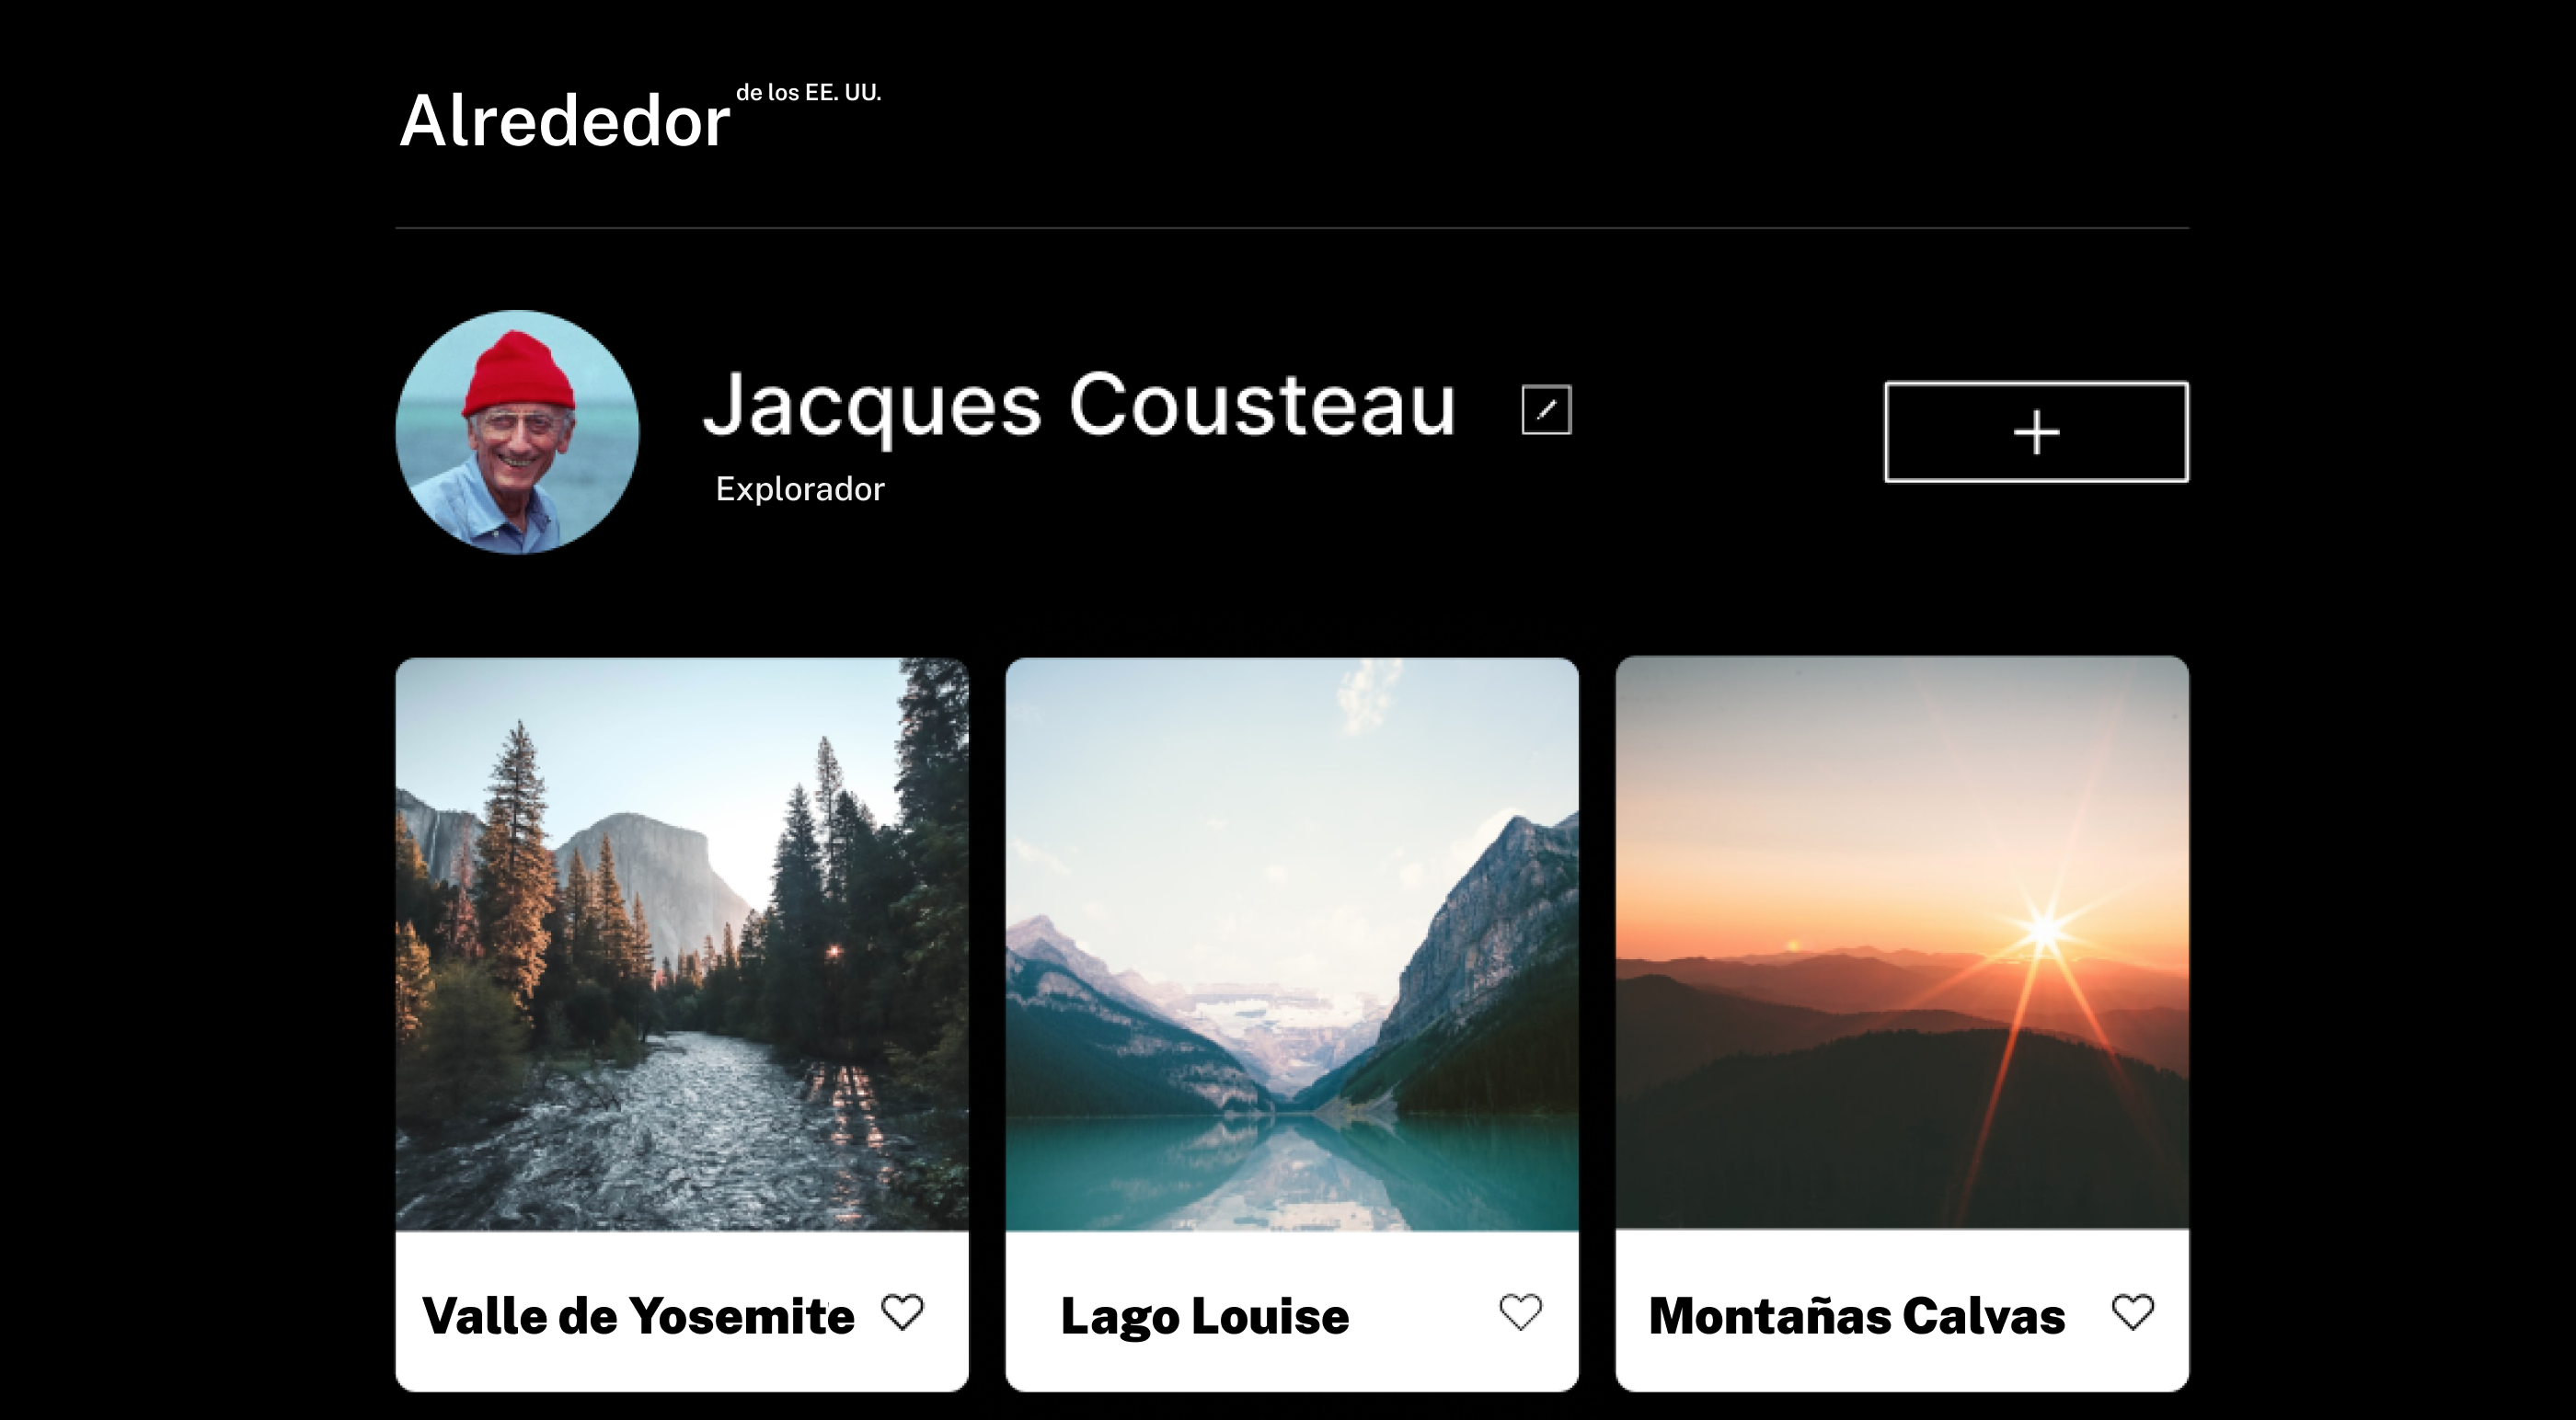 Alrededor de los EE. UU.
Jacques Cousteau
Explorador
Valle de Yosemite
Lago Louise
Montañas Calvas